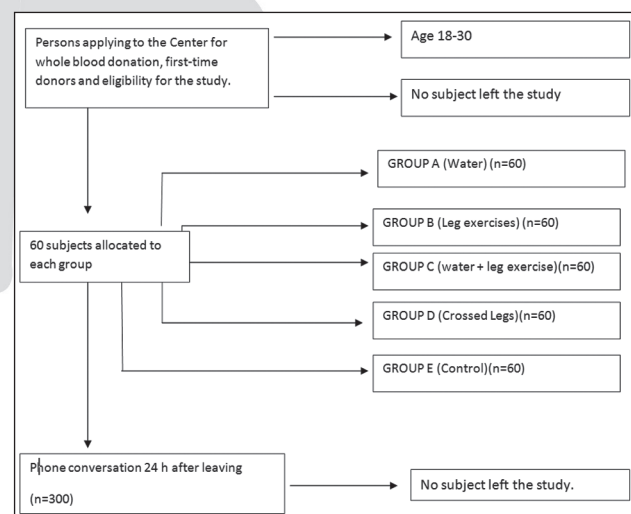 Persons applying to the Center for
whole blood donation, first-time
donors and eligibility for the study.
Age 18-30
No subject left the study
GROUP A (Water) (n=60)
GROUP B (Leg exercises) (n=60)
60 subjects allocated to
each group
GROUP C (water + leg exercise)(n=60)
GROUP D (Crossed Legs)(n=60)
GROUP E (Control)(n=60)
Phone conversation 24 h after leaving
(n=300)
No subject left the study.